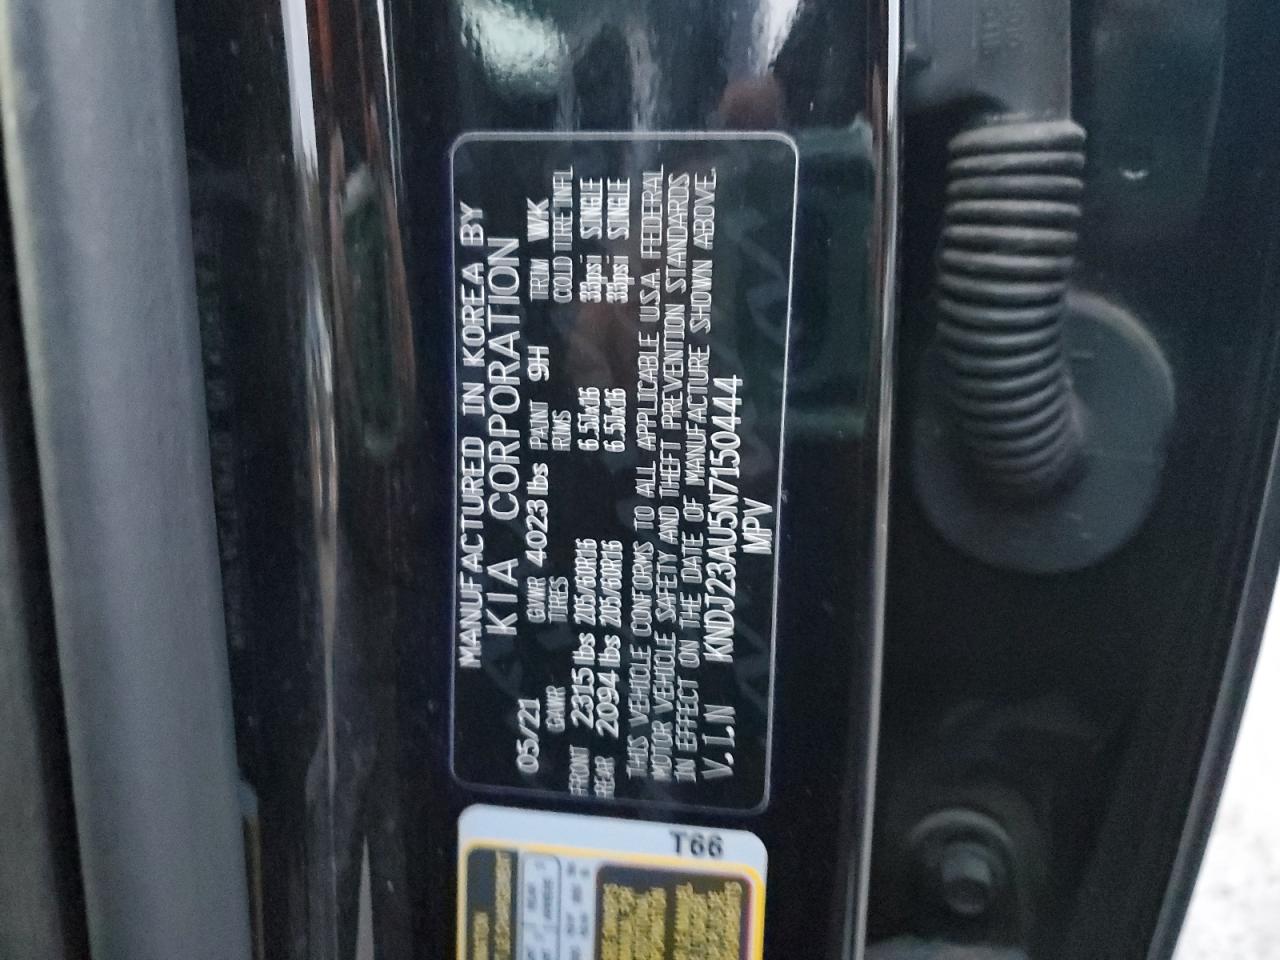 MANUFACTURED IN KOREA BY
KIA CORPORATION
05/21 GVWR 4023 lbs PAINT 9H TRIM WK
GAWR TIRES RIMS COLD TIRE INFL
FRONT 2315 lbs 205/60R16 6.5Jx16 33psi SINGLE
REAR 2094 lbs 205/60R16 6.5Jx16 33psi SINGLE
THIS VEHICLE CONFORMS TO ALL APPLICABLE U.S.A. FEDERAL
MOTOR VEHICLE SAFETY AND THEFT PREVENTION STANDARDS
IN EFFECT ON THE DATE OF MANUFACTURE SHOWN ABOVE.
V.I.N KNDJ23AU5N7150444
MPV
T66